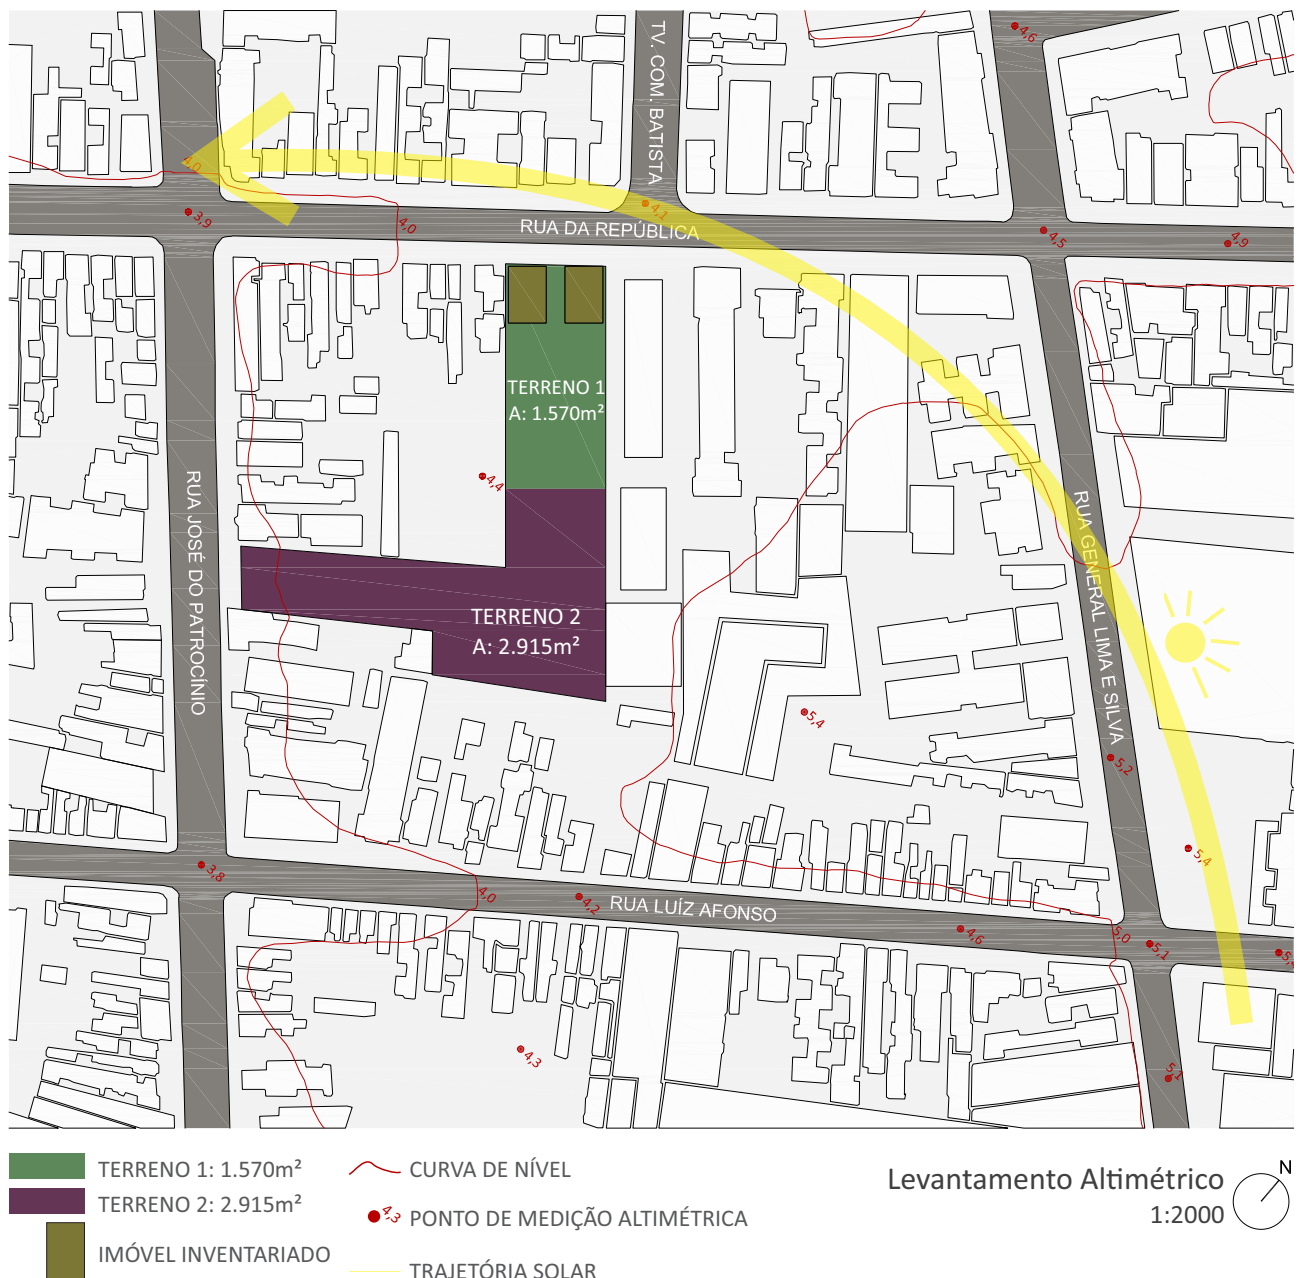 4,6
TV. COM. BATISTA
4,0
3,9
4,0
4,1
RUA DA REPÚBLICA
4,5
4,9
TERRENO 1
A: 1.570m²
4,4
RUA JOSÉ DO PATROCÍNIO
RUA GENERAL LIMA E SILVA
TERRENO 2
A: 2.915m²
5,4
5,2
5,4
3,8
4,0
4,2
RUA LUÍZ AFONSO
4,6
5,0
5,1
4,3
5,1
TERRENO 1: 1.570m²
TERRENO 2: 2.915m²
IMÓVEL INVENTARIADO
CURVA DE NÍVEL
4,3 PONTO DE MEDIÇÃO ALTIMÉTRICA
TRAJETÓRIA SOLAR
Levantamento Altimétrico
1:2000
N